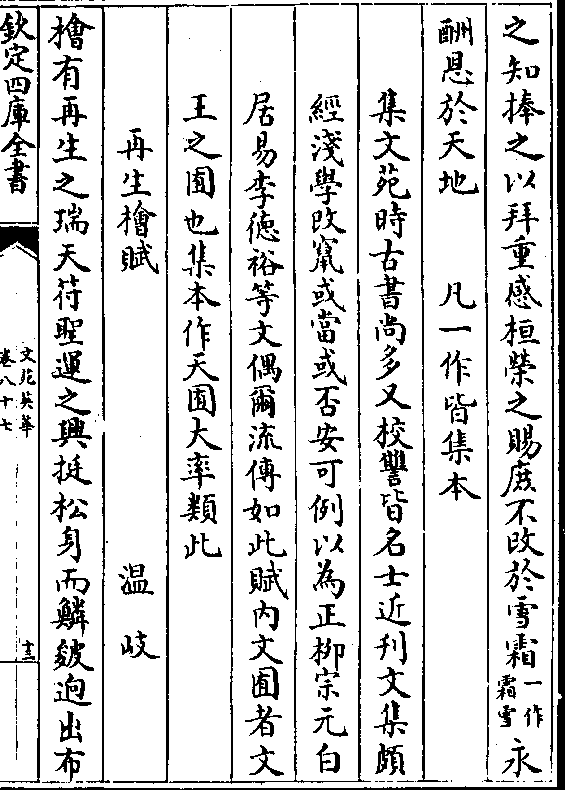 之知捧之以拜重感桓榮之賜庶不改於雪霜一作霜雪永
酬恩於天地　凡一作皆集本
集文苑時古書尚多又校讐皆名士近刊文集頗
經淺學改竄或當或否安可例以為正柳宗元白
居易李德裕等文偶爾流傳如此賦内文囿者文
王之囿也集本作天囿大率類此
再生檜賦　温岐
檜有再生之瑞天符聖運之興挺松身而鱗皴逈出布
欽定四庫全書
文苑英華
卷八十七
十三